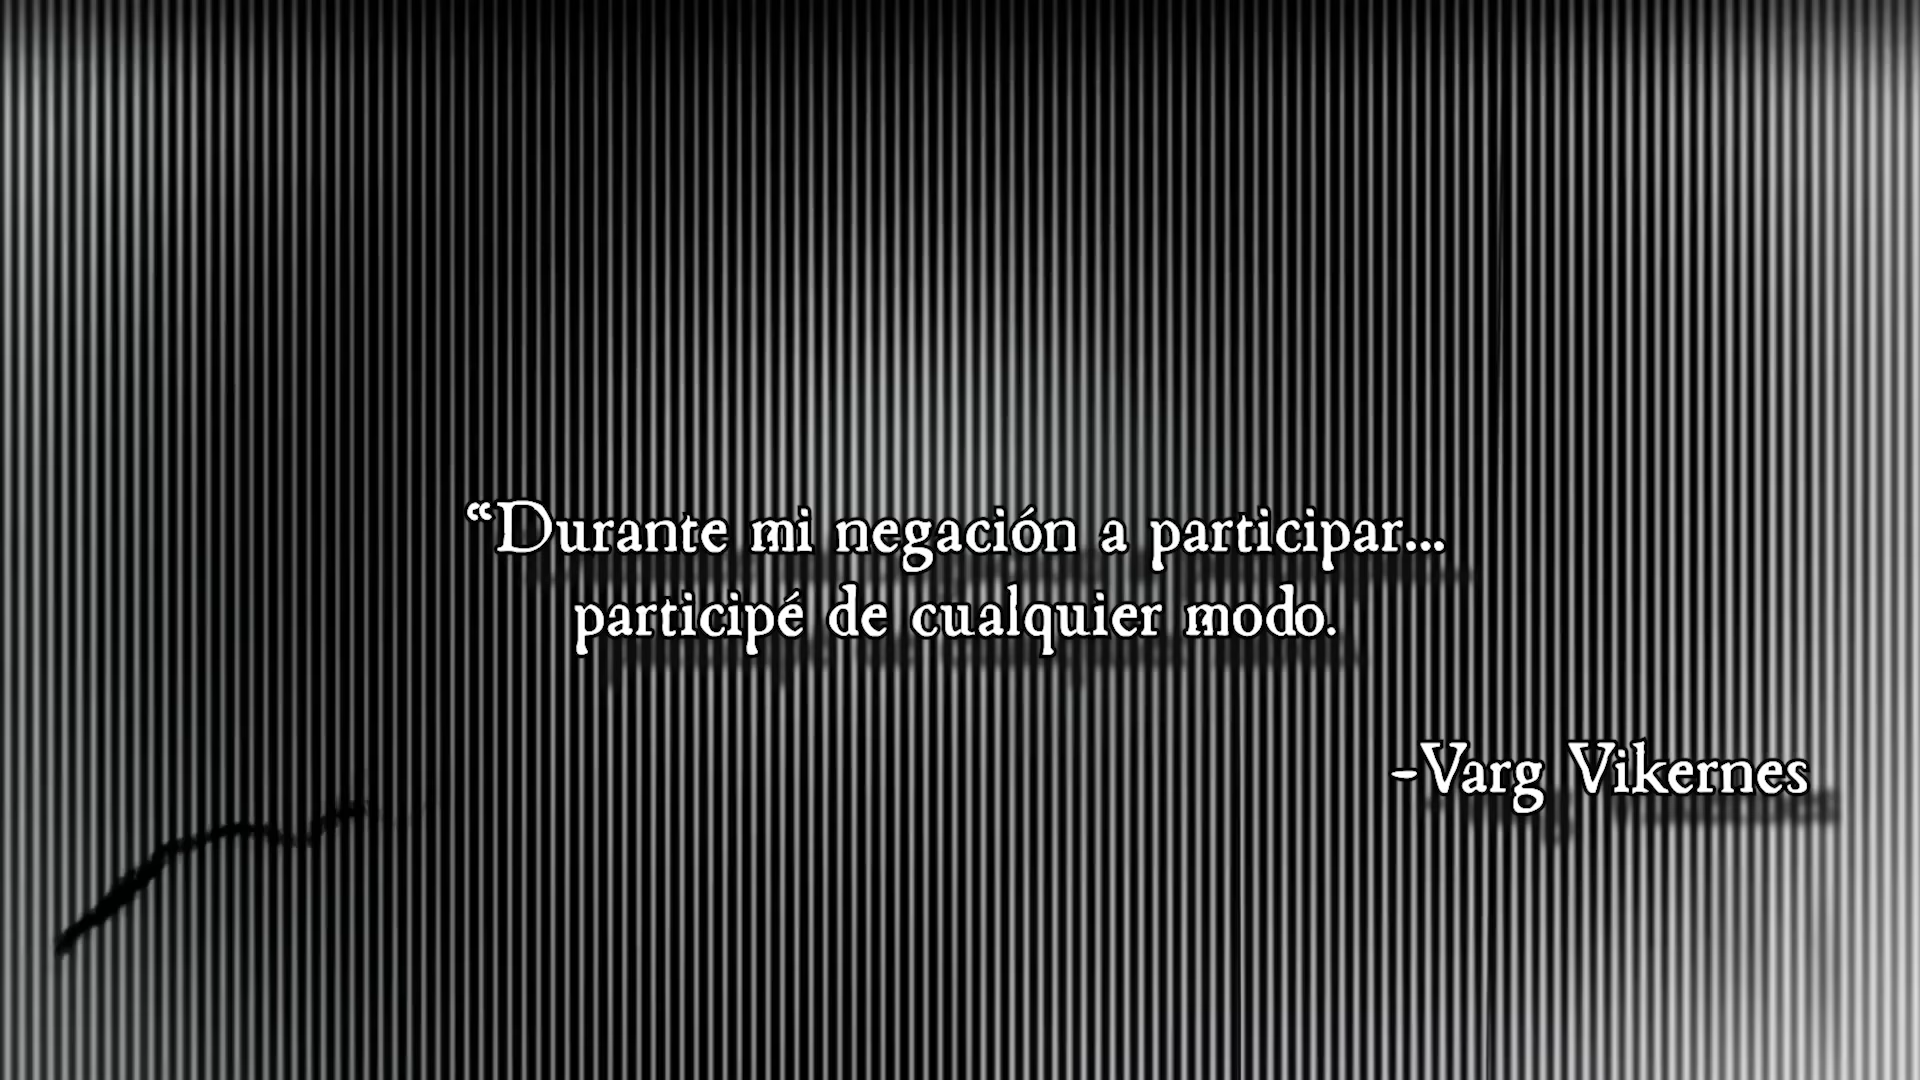 “Durante mi negación a participar...
participé de cualquier modo.
-Varg Vikernes